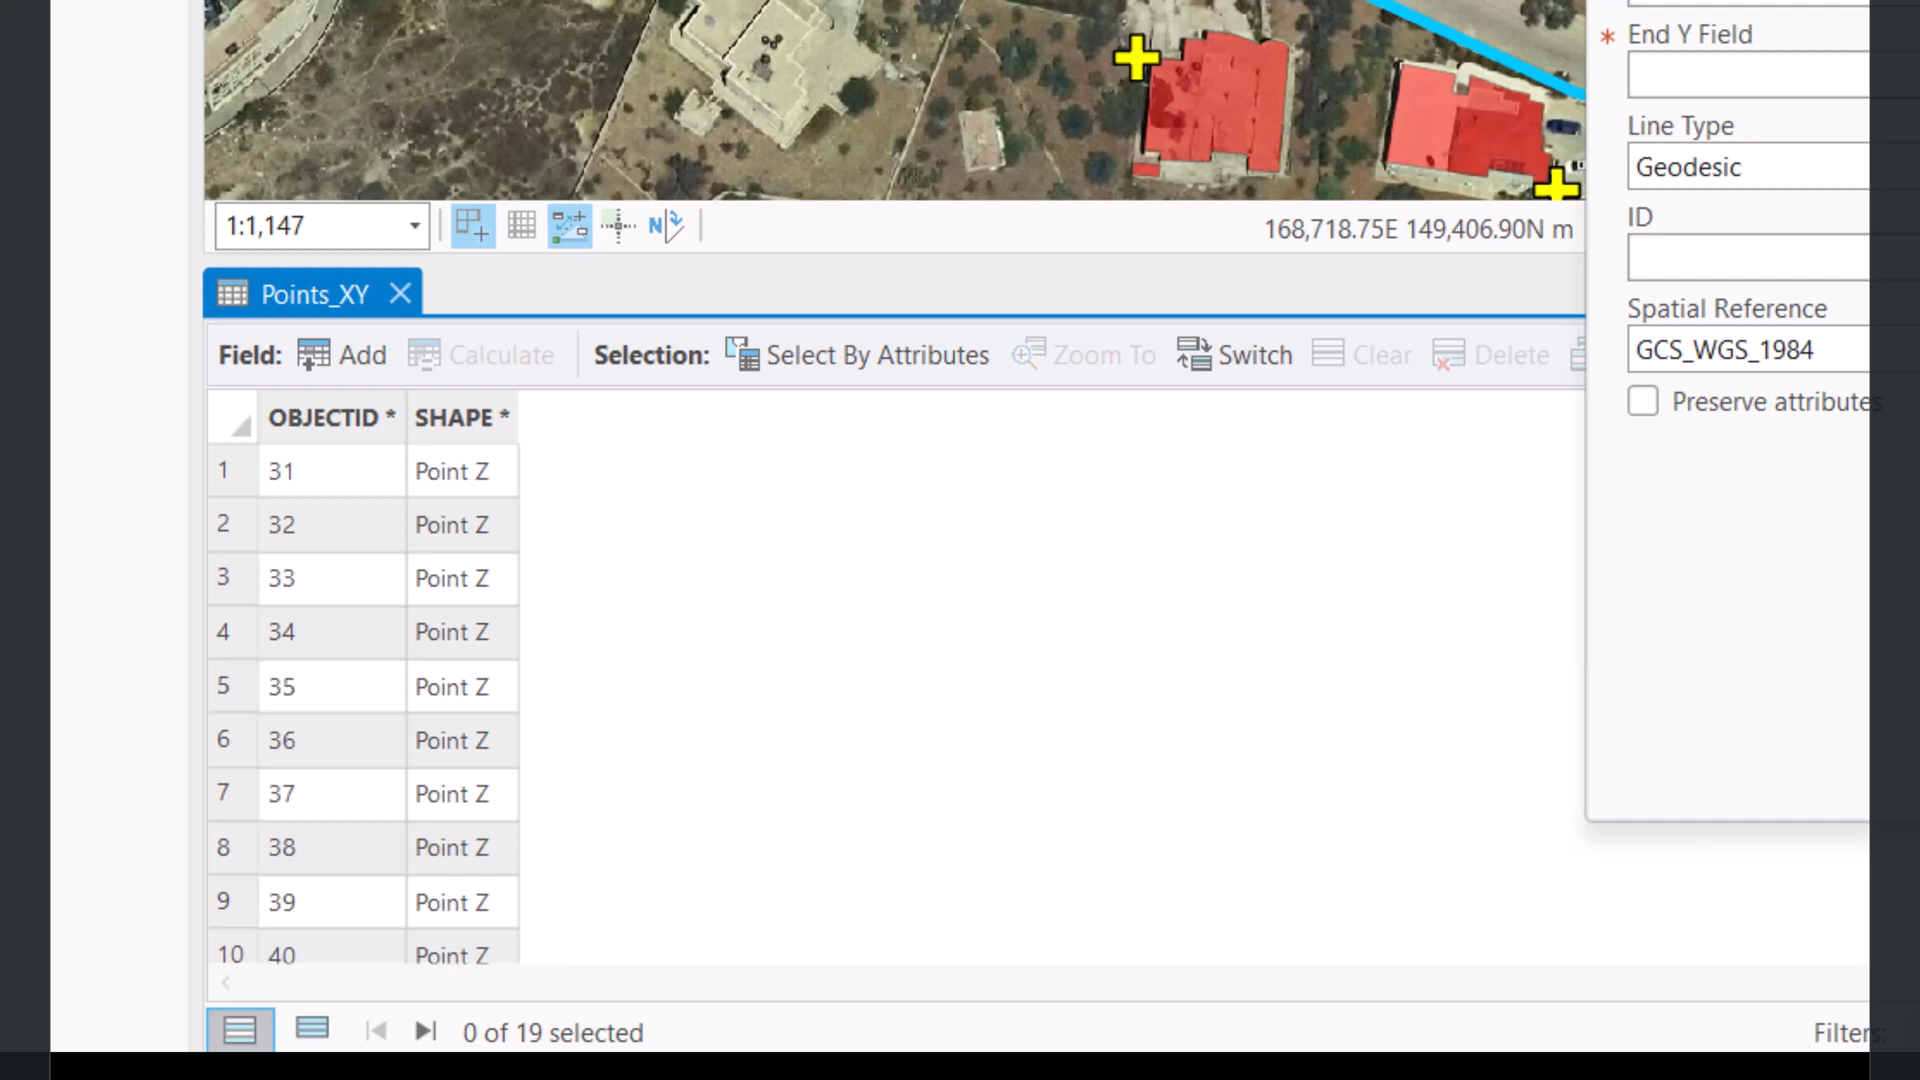 * End Y Field
Line Type
Geodesic
ID
Spatial Reference
GCS_WGS_1984
Preserve attributes
1:1,147
N
168,718.75E 149,406.90N m
Points_XY
Field: Add Calculate Selection: Select By Attributes Zoom To Switch Clear Delete
OBJECTID * SHAPE *
1 31 Point Z
2 32 Point Z
3 33 Point Z
4 34 Point Z
5 35 Point Z
6 36 Point Z
7 37 Point Z
8 38 Point Z
9 39 Point Z
10 40 Point Z
0 of 19 selected
Filters: